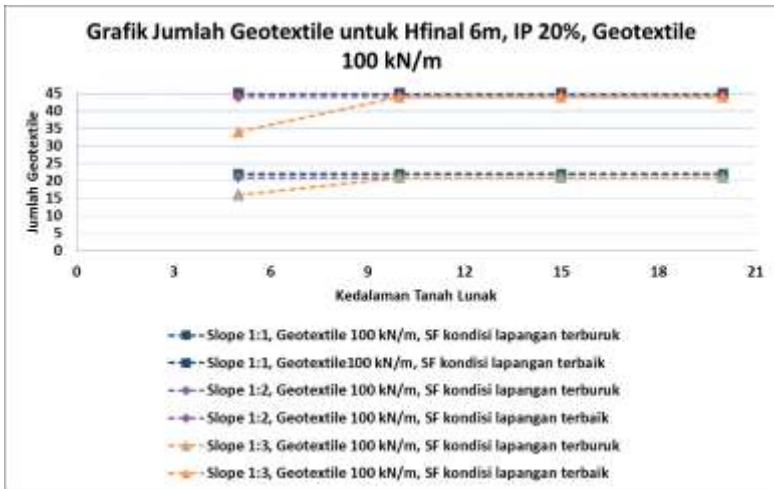 Grafik Jumlah Geotextile untuk Hfinal 6m, IP 20%, Geotextile
100 kN/m
45
40
35
30
25
20
15
10
5
0
Jumlah Geotextile
0 3 6 9 12 15 18 21
Kedalaman Tanah Lunak
Slope 1:1, Geotextile 100 kN/m, SF kondisi lapangan terburuk
Slope 1:1, Geotextile100 kN/m, SF kondisi lapangan terbaik
Slope 1:2, Geotextile 100 kN/m, SF kondisi lapangan terburuk
Slope 1:2, Geotextile 100 kN/m, SF kondisi lapangan terbaik
Slope 1:3, Geotextile 100 kN/m, SF kondisi lapangan terburuk
Slope 1:3, Geotextile 100 kN/m, SF kondisi lapangan terbaik